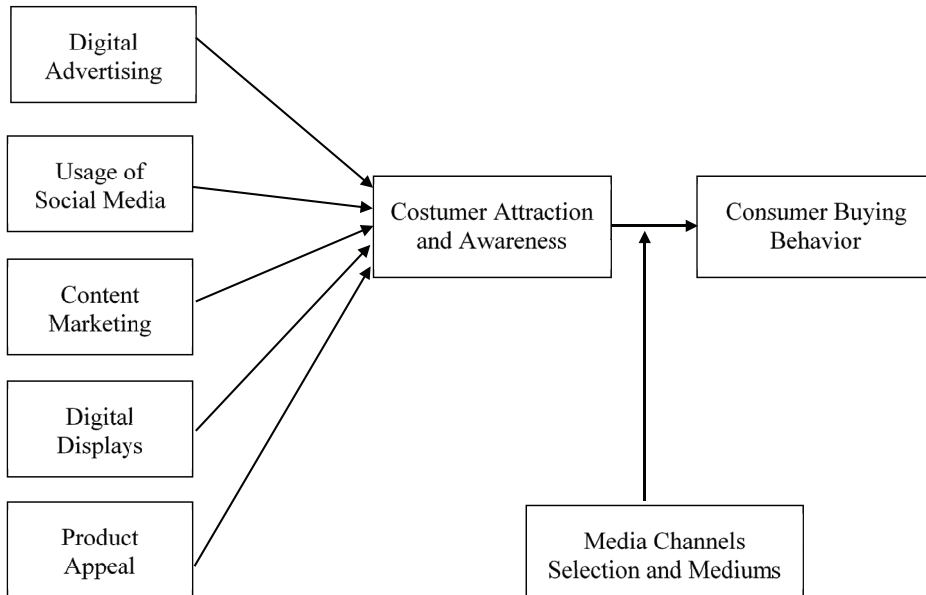 Digital
Advertising
Usage of
Social Media
Content
Marketing
Digital
Displays
Product
Appeal
Costumer Attraction
and Awareness
Consumer Buying
Behavior
Media Channels
Selection and Mediums